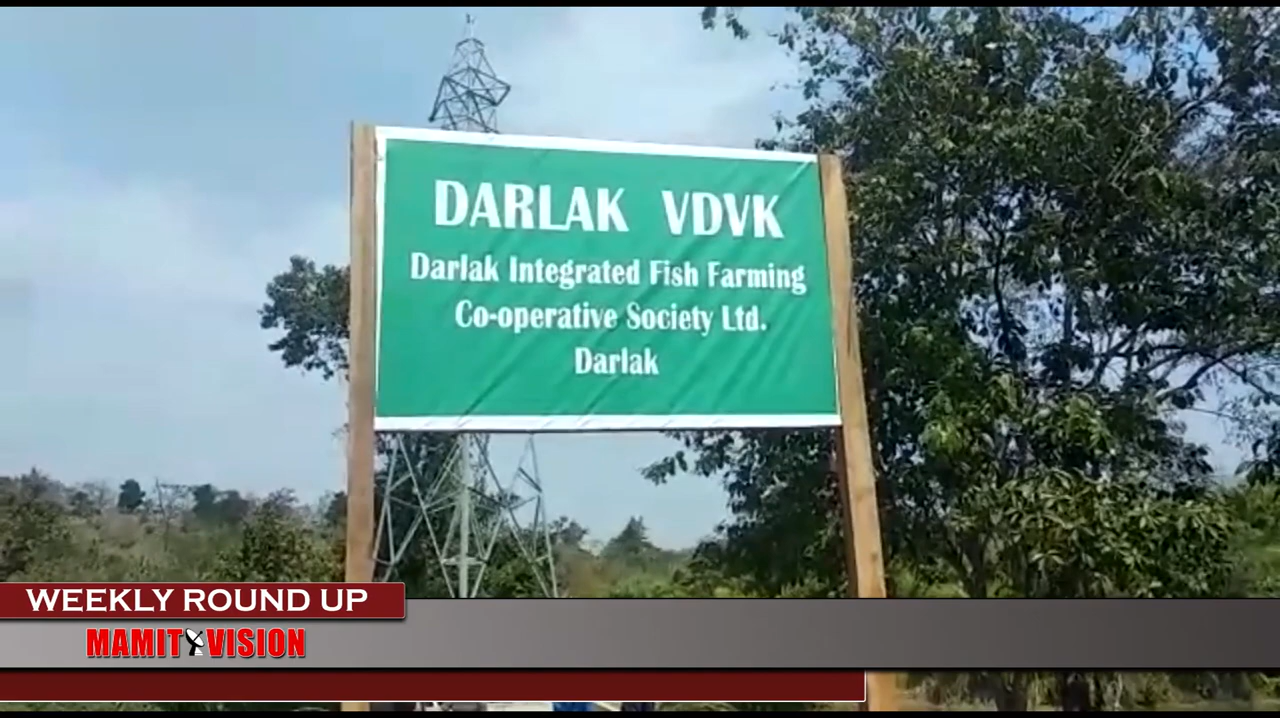 DARLAK VDVK
Darlak Integrated Fish Farming
Co-operative Society Ltd.
Darlak
WEEKLY ROUND UP
MAMIT VISION